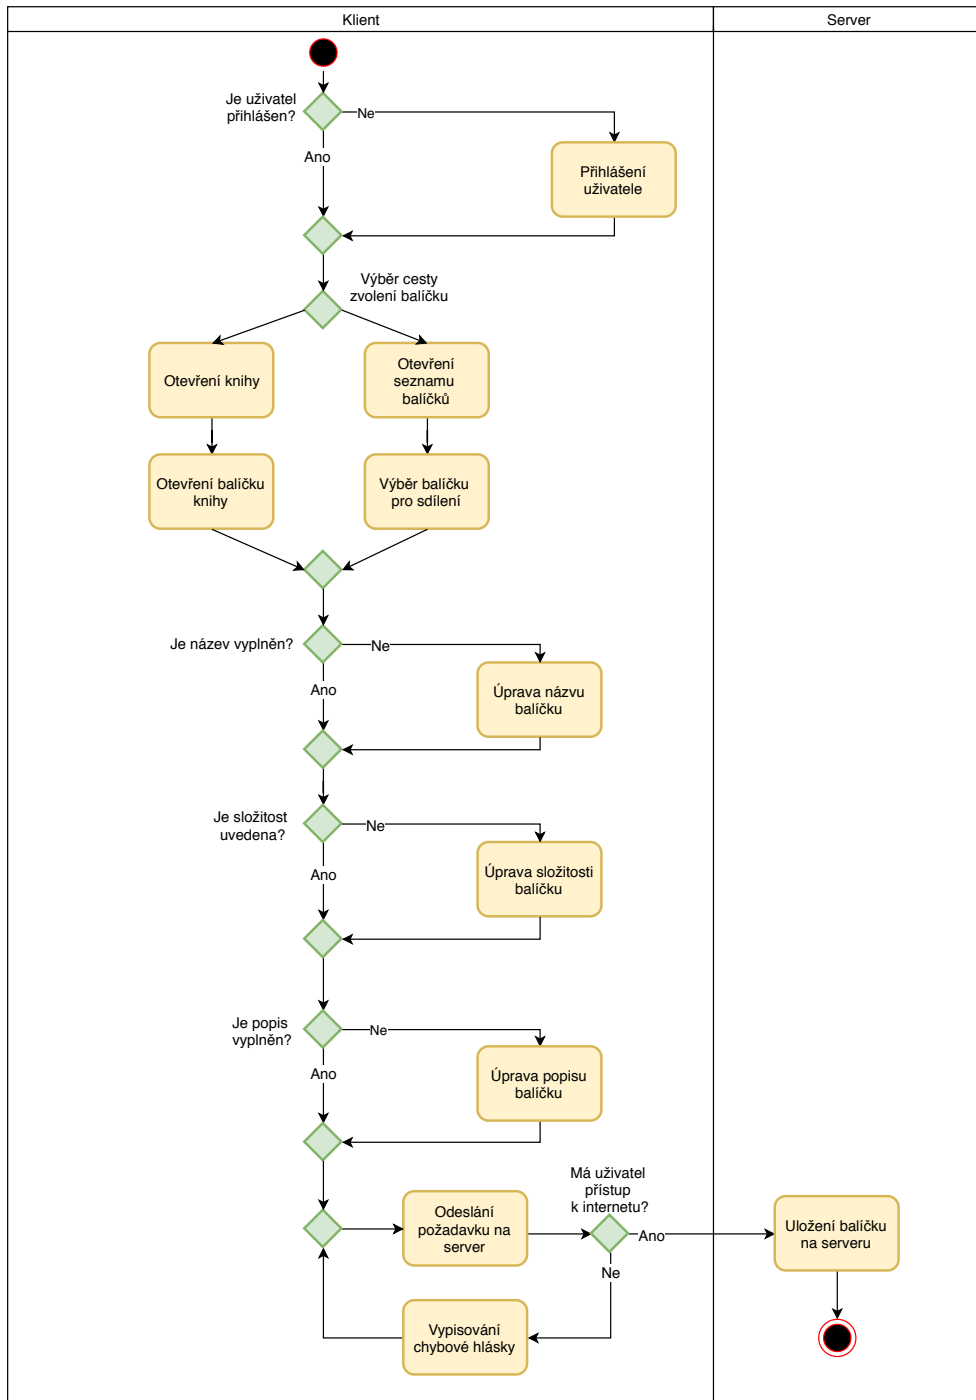 Klient
Server
Je uživatel
přihlášen?
Ne
Ano
Přihlášení
uživatele
Výběr cesty
zvolení balíčku
Otevření knihy
Otevření
seznamu
balíčků
Otevření balíčku
knihy
Výběr balíčku
pro sdílení
Je název vyplněn?
Ne
Ano
Úprava názvu
balíčku
Je složitost
uvedena?
Ne
Ano
Úprava složitosti
balíčku
Je popis
vyplněn?
Ne
Ano
Úprava popisu
balíčku
Má uživatel
přístup
k internetu?
Odeslání
požadavku na
server
Ano
Uložení balíčku
na serveru
Ne
Vypisování
chybové hlásky